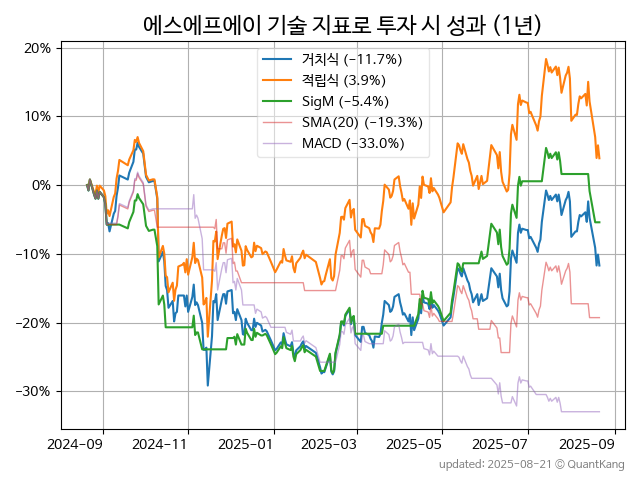 에스에프에이 기술 지표로 투자 시 성과 (1년)
20%
10%
0%
−10%
−20%
−30%
거치식 (−11.7%)
적립식 (3.9%)
SigM (−5.4%)
SMA(20) (−19.3%)
MACD (−33.0%)
2024-09
2024-11
2025-01
2025-03
2025-05
2025-07
2025-09
updated: 2025-08-21 © QuantKang